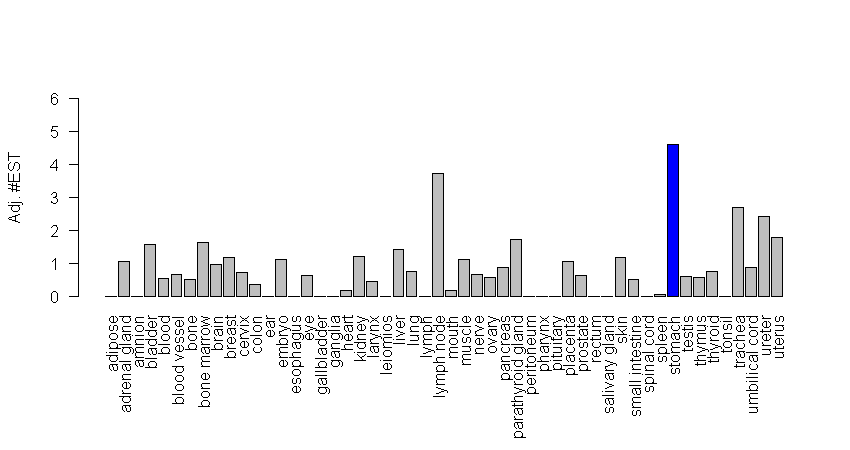 6
5
4
3
2
1
0
Adj. #EST
adipose
adrenal gland
amnion
bladder
blood
blood vessel
bone
bone marrow
brain
breast
cervix
colon
ear
embryo
esophagus
eye
gallbladder
ganglia
heart
kidney
larynx
leiomios
liver
lung
lymph
lymph node
mouth
muscle
nerve
ovary
pancreas
parathyroid gland
peritoneum
pharynx
pituitary
placenta
prostate
rectum
salivary gland
skin
small intestine
spinal cord
spleen
stomach
testis
thymus
thyroid
tonsil
trachea
umbilical cord
ureter
uterus